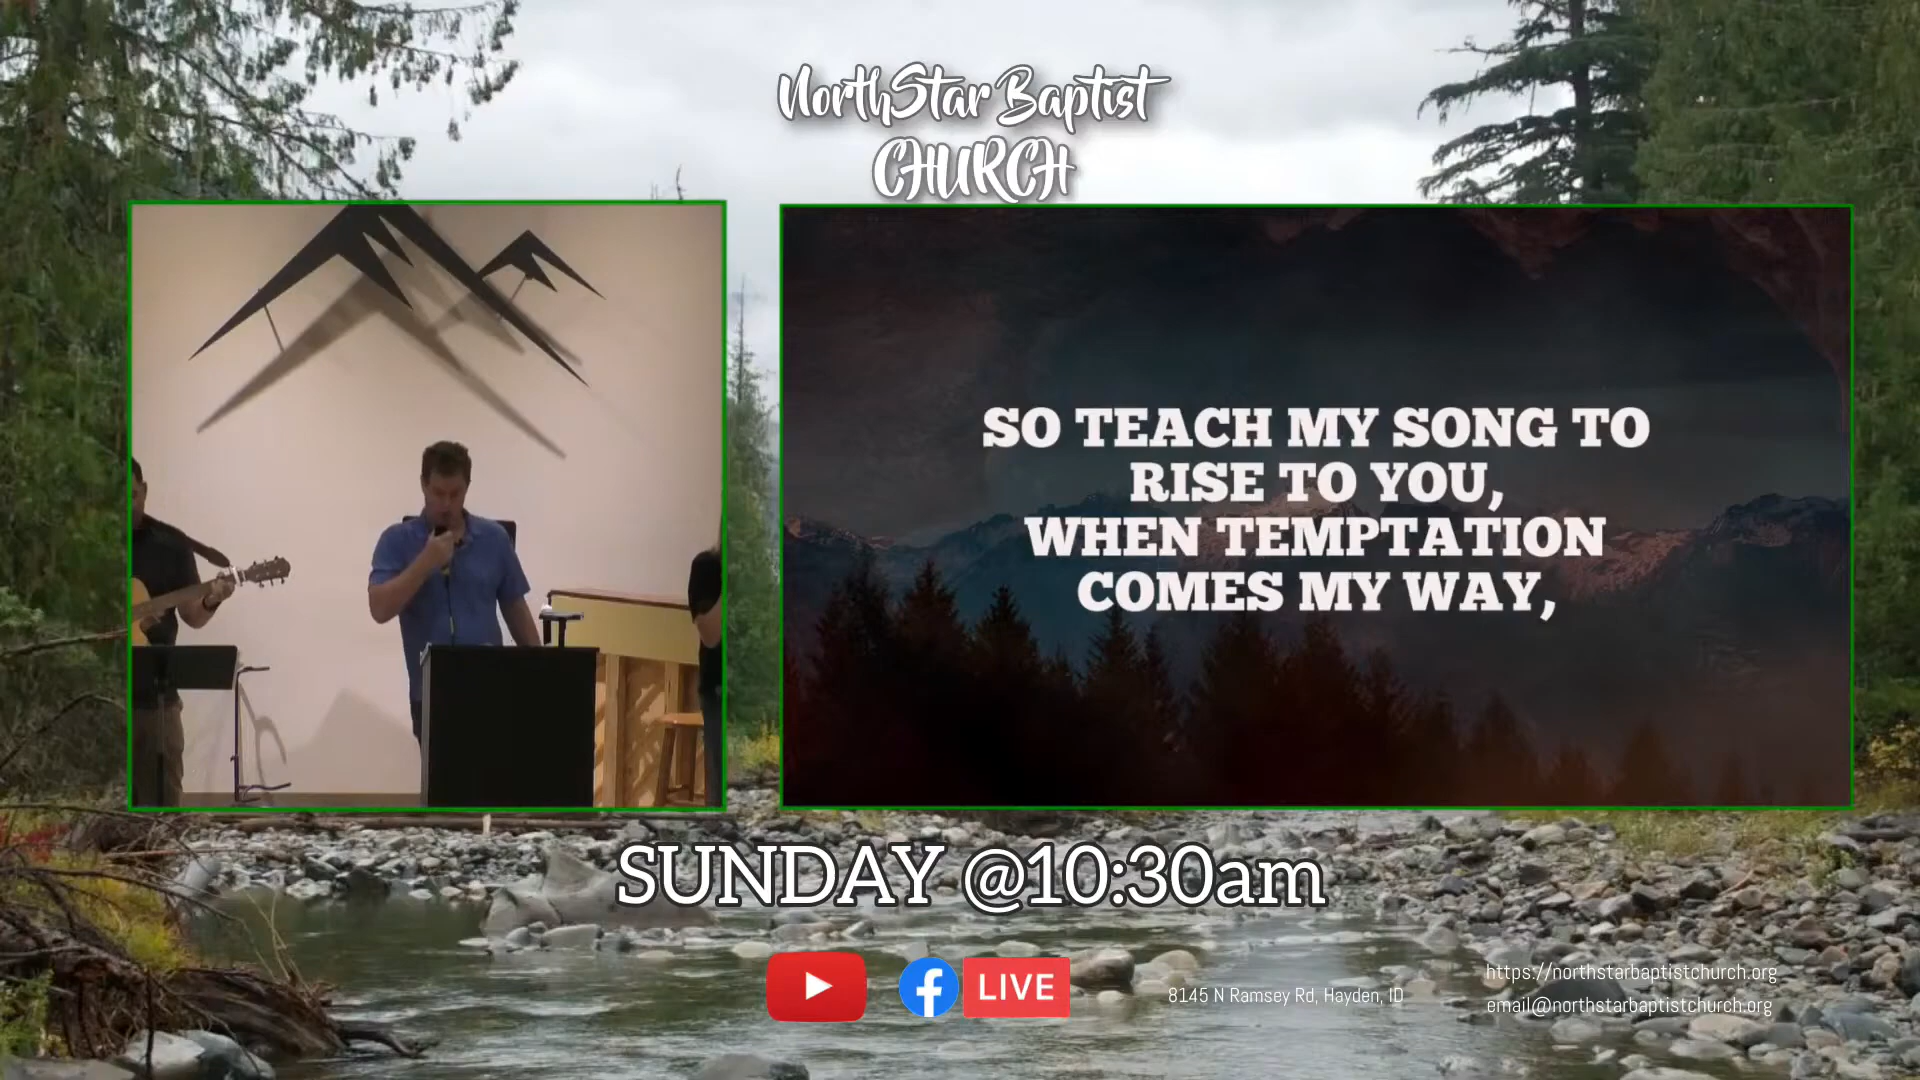 NorthStar Baptist
CHURCH
SO TEACH MY SONG TO
RISE TO YOU,
WHEN TEMPTATION
COMES MY WAY,
SUNDAY @10:30am
LIVE
8145 N Ramsey Rd, Hayden, ID
https://northstarbaptistchurch.org
email@northstarbaptistchurch.org